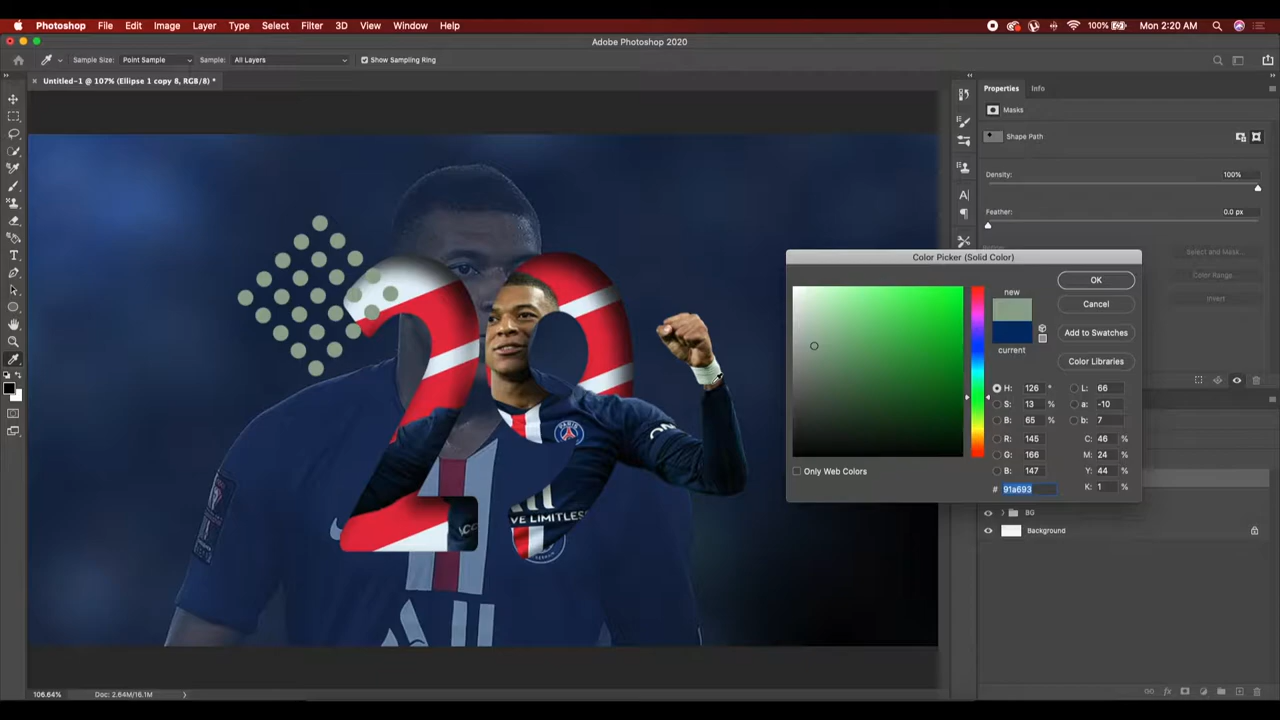 Photoshop File Edit Image Layer Type Select Filter 3D View Window Help 100% Mon 2:20 AM
Adobe Photoshop 2020
Sample Size: Point Sample Sample: All Layers Show Sampling Ring
Untitled-1 @ 107% (Ellipse 1 copy 8, RGB/8) *
Properties Info
Masks
Shape Path
Density: 100%
Feather: 0.0 px
Select and Mask...
Color Range...
Invert
Color Picker (Solid Color)
new
current
OK
Cancel
Add to Swatches
Color Libraries
H: 126 °
S: 13 %
B: 65 %
R: 145
G: 166
B: 147
# 91a693
L: 66
a: -10
b: 7
C: 46 %
M: 24 %
Y: 44 %
K: 1 %
Only Web Colors
BG
Background
29
PARIS
ALL
VE LIMITLESS
106.64% Doc: 2.64M/16.1M